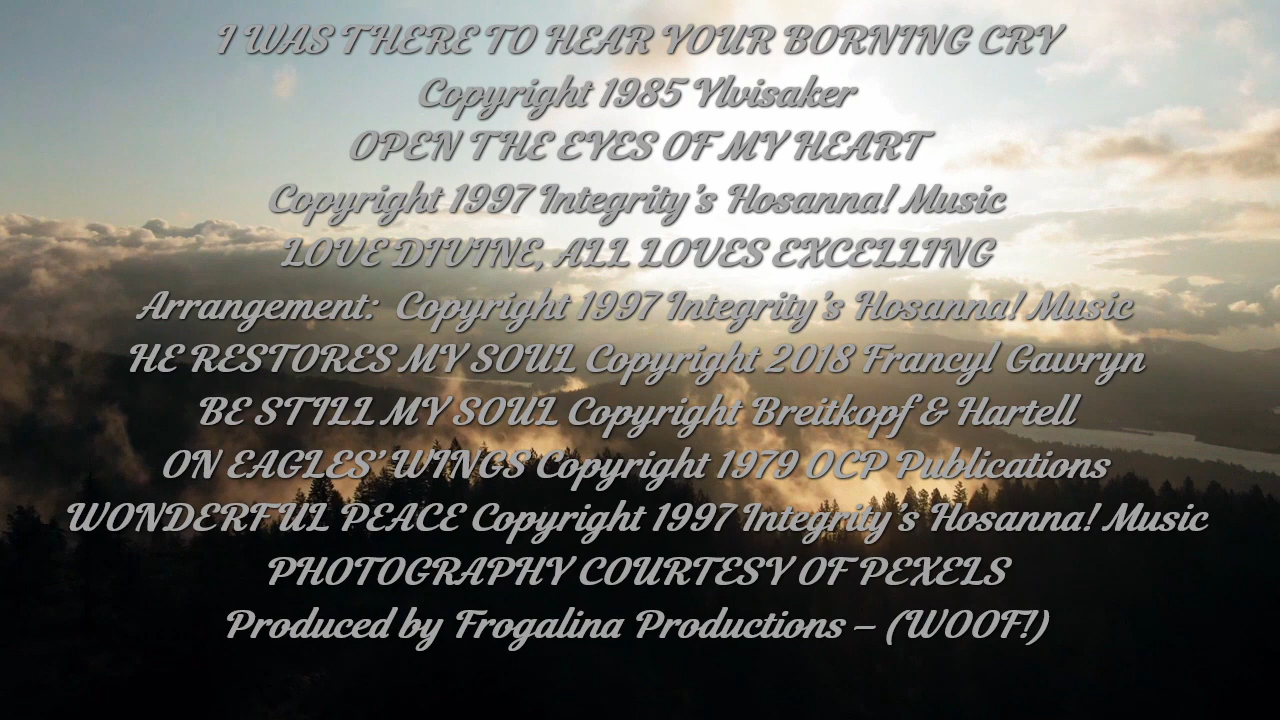 I WAS THERE TO HEAR YOUR BORNING CRY
Copyright 1985 Ylvisaker
OPEN THE EYES OF MY HEART
Copyright 1997 Integrity's Hosanna! Music
LOVE DIVINE, ALL LOVES EXCELLING
Arrangement:  Copyright 1997 Integrity's Hosanna! Music
HE RESTORES MY SOUL Copyright 2018 Francyl Gawryn
BE STILL MY SOUL Copyright Breitkopf & Hartell
ON EAGLES' WINGS Copyright 1979 OCP Publications
WONDERFUL PEACE Copyright 1997 Integrity's Hosanna! Music
PHOTOGRAPHY COURTESY OF PEXELS
Produced by Frogalina Productions – (WOOF!)